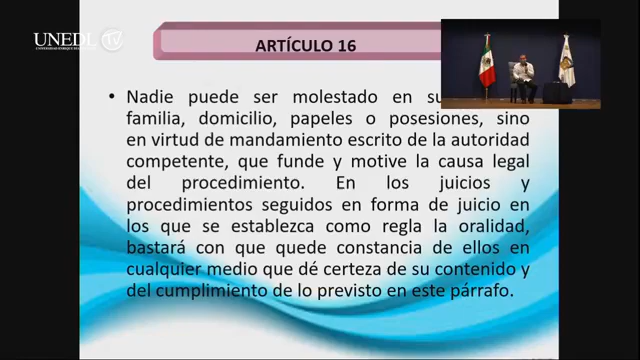 UNEDL TV
ARTÍCULO 16
• Nadie puede ser molestado en su
familia, domicilio, papeles o posesiones, sino
en virtud de mandamiento escrito de la autoridad
competente, que funde y motive la causa legal
del procedimiento. En los juicios y
procedimientos seguidos en forma de juicio en
los que se establezca como regla la oralidad,
bastará con que quede constancia de ellos en
cualquier medio que dé certeza de su contenido y
del cumplimiento de lo previsto en este párrafo.